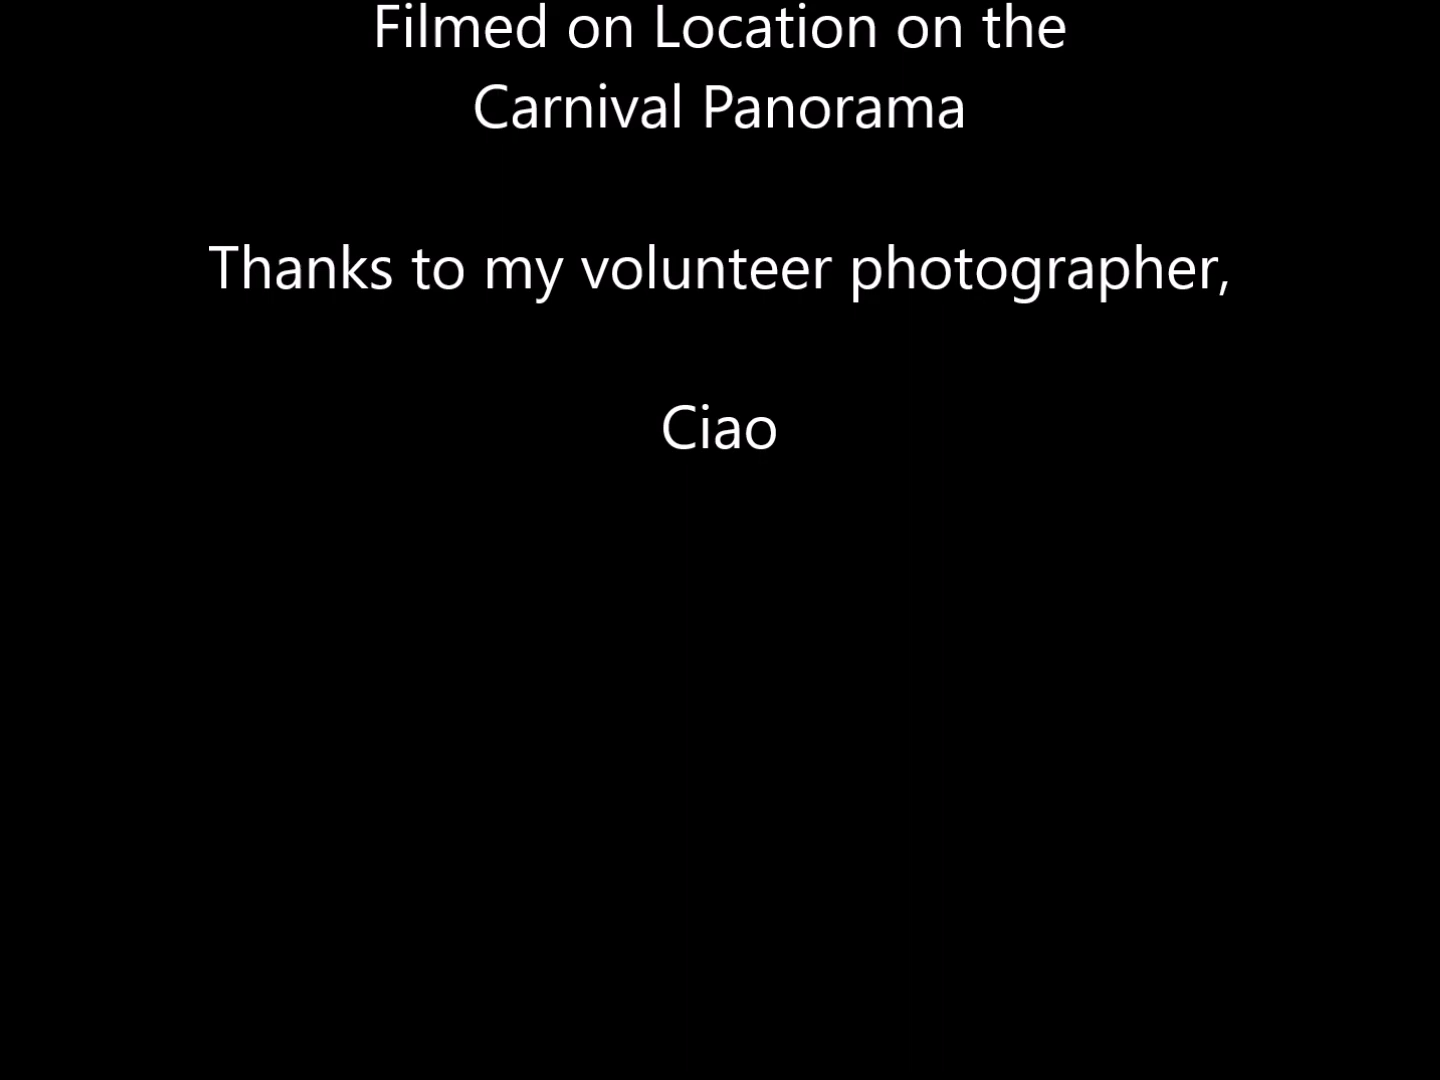 Filmed on Location on the
Carnival Panorama
Thanks to my volunteer photographer,
Ciao